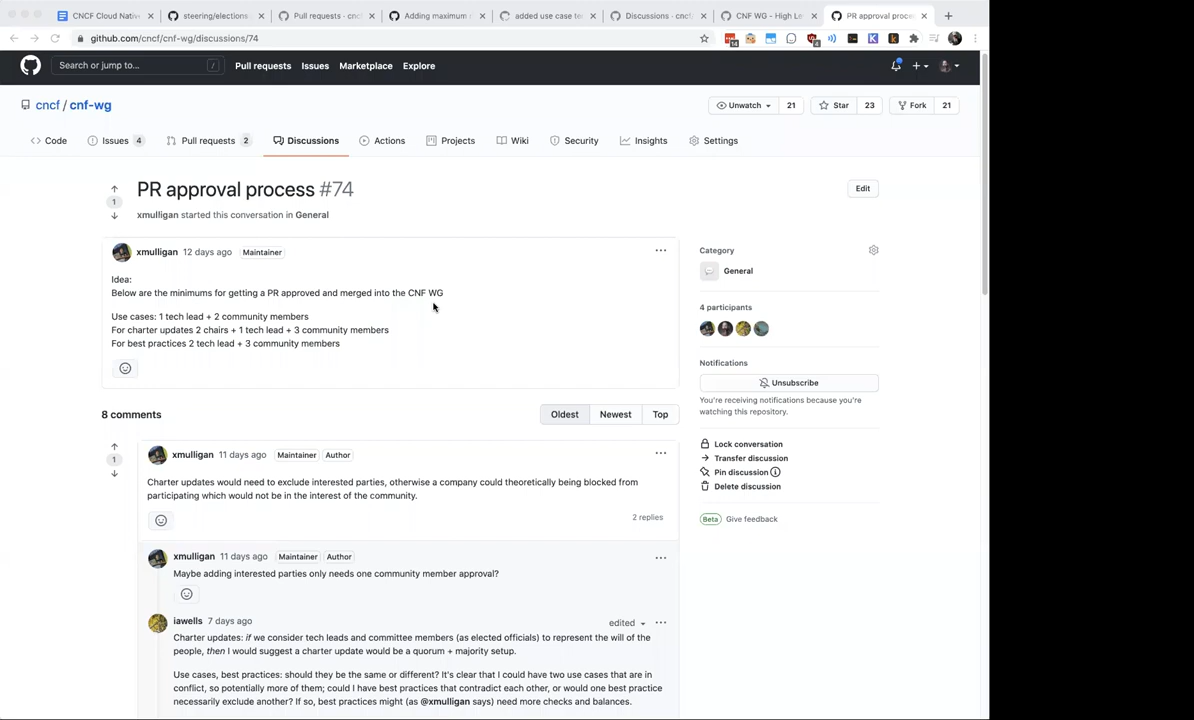 CNCF Cloud Nativ
steering/elections
Pull requests · cnc
Adding maximum r
added use case te
Discussions · cncf
CNF WG - High Le
PR approval proce
github.com/cncf/cnf-wg/discussions/74
Search or jump to...
/
Pull requests
Issues
Marketplace
Explore
cncf / cnf-wg
Unwatch
21
Star
23
Fork
21
Code
Issues 4
Pull requests 2
Discussions
Actions
Projects
Wiki
Security
Insights
Settings
1
PR approval process #74
Edit
xmulligan started this conversation in General
xmulligan 12 days ago Maintainer
Idea:
Below are the minimums for getting a PR approved and merged into the CNF WG
Use cases: 1 tech lead + 2 community members
For charter updates 2 chairs + 1 tech lead + 3 community members
For best practices 2 tech lead + 3 community members
Category
General
4 participants
Notifications
Unsubscribe
You're receiving notifications because you're
watching this repository.
Lock conversation
Transfer discussion
Pin discussion
Delete discussion
Beta Give feedback
8 comments
Oldest
Newest
Top
1
xmulligan 11 days ago Maintainer Author
Charter updates would need to exclude interested parties, otherwise a company could theoretically being blocked from
participating which would not be in the interest of the community.
2 replies
xmulligan 11 days ago Maintainer Author
Maybe adding interested parties only needs one community member approval?
iawells 7 days ago
edited
Charter updates: if we consider tech leads and committee members (as elected officials) to represent the will of the
people, then I would suggest a charter update would be a quorum + majority setup.
Use cases, best practices: should they be the same or different? It's clear that I could have two use cases that are in
conflict, so potentially more of them; could I have best practices that contradict each other, or would one best practice
necessarily exclude another? If so, best practices might (as @xmulligan says) need more checks and balances.